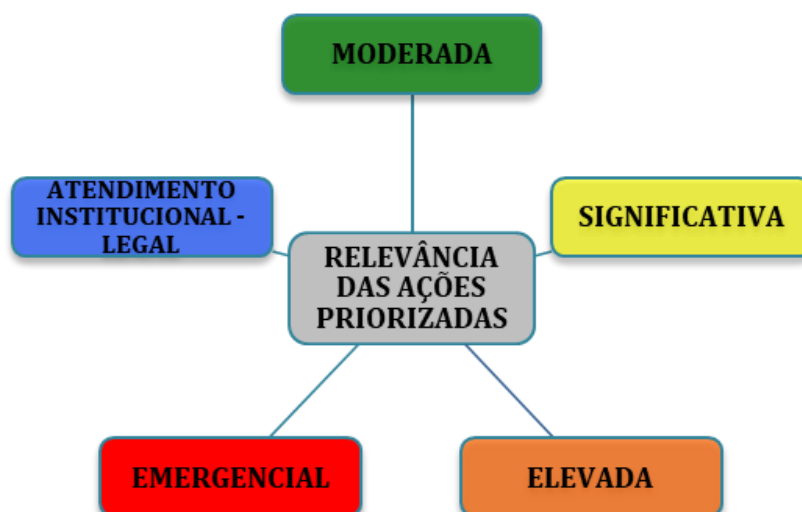 MODERADA
ATENDIMENTO
INSTITUCIONAL -
LEGAL
SIGNIFICATIVA
RELEVÂNCIA
DAS AÇÕES
PRIORIZADAS
EMERGENCIAL
ELEVADA